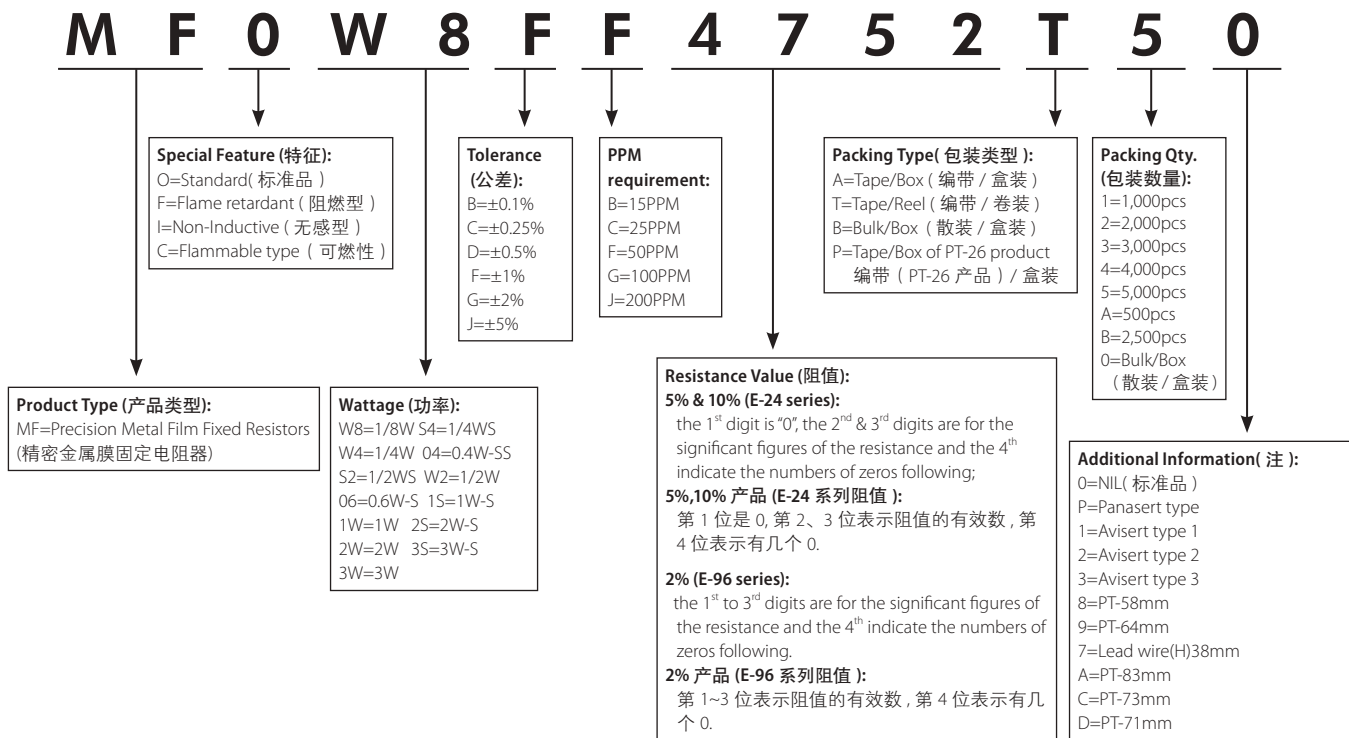 M F 0 W 8 F F 4 7 5 2 T 5 0
Special Feature (特征):
O=Standard( 标准品 )
F=Flame retardant ( 阻燃型 )
I=Non-Inductive ( 无感型 )
C=Flammable type ( 可燃性 )
Tolerance
(公差):
B=±0.1%
C=±0.25%
D=±0.5%
F=±1%
G=±2%
J=±5%
PPM
requirement:
B=15PPM
C=25PPM
F=50PPM
G=100PPM
J=200PPM
Packing Type( 包装类型 ):
A=Tape/Box ( 编带 / 盒装 )
T=Tape/Reel ( 编带 / 卷装 )
B=Bulk/Box ( 散装 / 盒装 )
P=Tape/Box of PT-26 product
编带 ( PT-26 产品 ) / 盒装
Packing Qty.
(包装数量):
1=1,000pcs
2=2,000pcs
3=3,000pcs
4=4,000pcs
5=5,000pcs
A=500pcs
B=2,500pcs
0=Bulk/Box
( 散装 / 盒装 )
Product Type (产品类型):
MF=Precision Metal Film Fixed Resistors
(精密金属膜固定电阻器)
Wattage (功率):
W8=1/8W S4=1/4WS
W4=1/4W 04=0.4W-SS
S2=1/2WS W2=1/2W
06=0.6W-S 1S=1W-S
1W=1W 2S=2W-S
2W=2W 3S=3W-S
3W=3W
Resistance Value (阻值):
5% & 10% (E-24 series):
the 1st digit is "0", the 2nd & 3rd digits are for the
significant figures of the resistance and the 4th
indicate the numbers of zeros following;
5%,10% 产品 (E-24 系列阻值 ):
第 1 位是 0, 第 2、3 位表示阻值的有效数 , 第
4 位表示有几个 0.
2% (E-96 series):
the 1st to 3rd digits are for the significant figures of
the resistance and the 4th indicate the numbers of
zeros following.
2% 产品 (E-96 系列阻值 ):
第 1~3 位表示阻值的有效数 , 第 4 位表示有几
个 0.
Additional Information( 注 ):
0=NIL( 标准品 )
P=Panasert type
1=Avisert type 1
2=Avisert type 2
3=Avisert type 3
8=PT-58mm
9=PT-64mm
7=Lead wire(H)38mm
A=PT-83mm
C=PT-73mm
D=PT-71mm